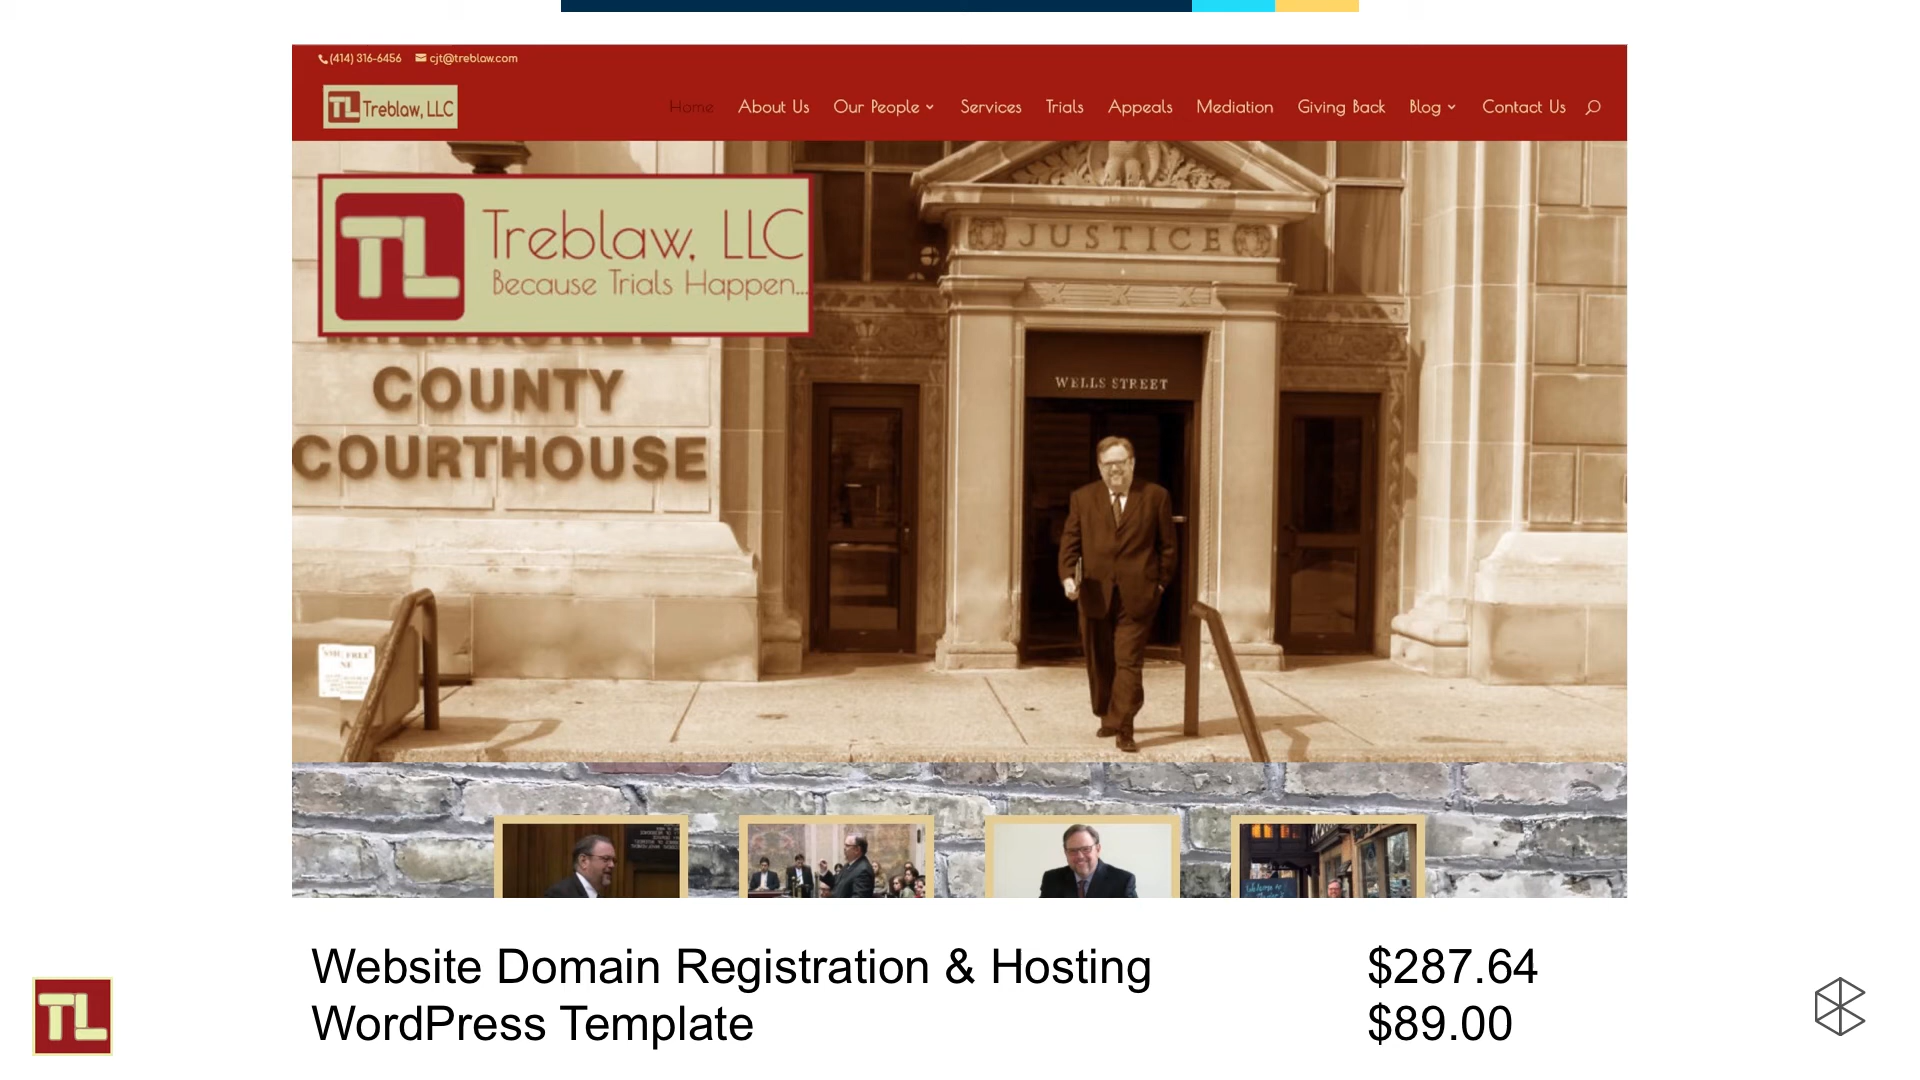 (414) 316-6456 cjt@treblaw.com
TL Treblaw, LLC
Home About Us Our People Services Trials Appeals Mediation Giving Back Blog Contact Us
TL
Treblaw, LLC
Because Trials Happen...
JUSTICE
WELLS STREET
COUNTY
COURTHOUSE
Website Domain Registration & Hosting $287.64
WordPress Template $89.00
TL